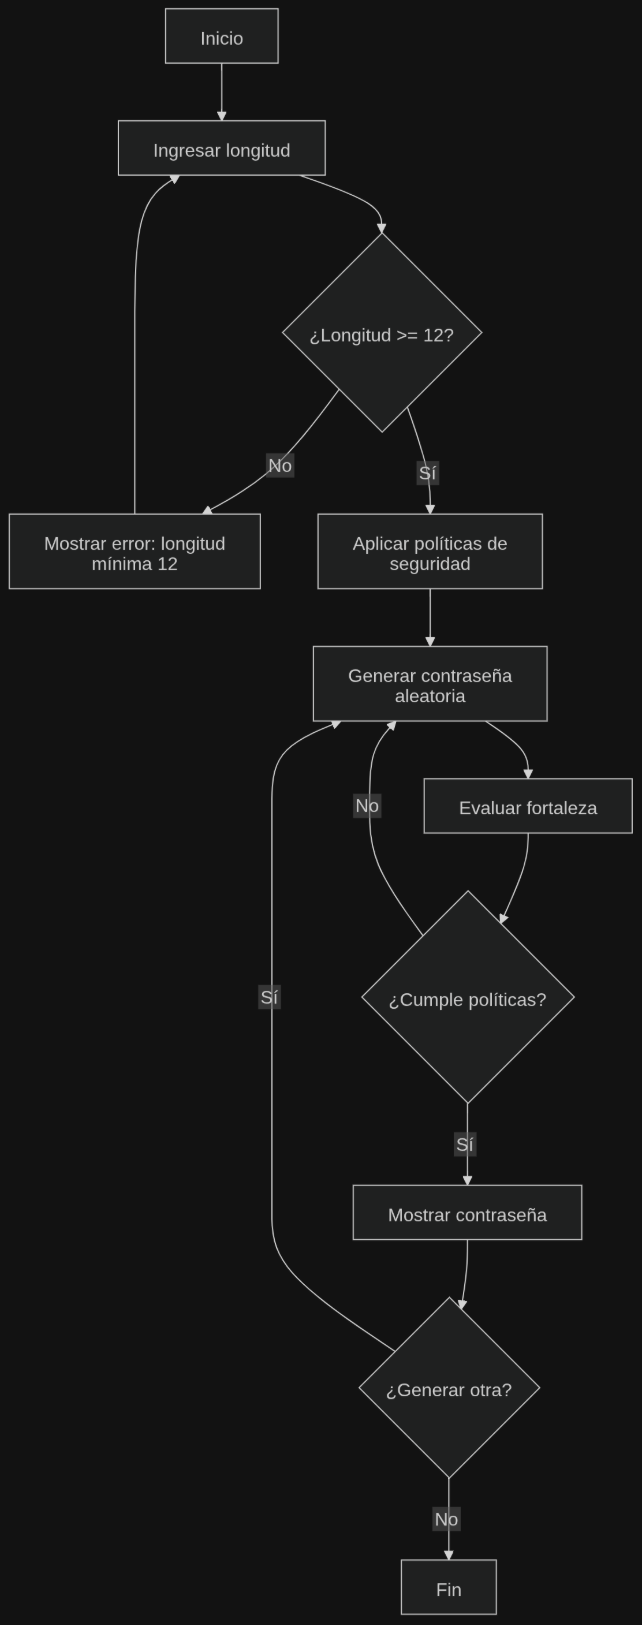 Inicio
Ingresar longitud
¿Longitud >= 12?
No
Sí
Mostrar error: longitud
mínima 12
Aplicar políticas de
seguridad
Generar contraseña
aleatoria
No
Evaluar fortaleza
Sí
¿Cumple políticas?
Sí
Mostrar contraseña
¿Generar otra?
No
Fin